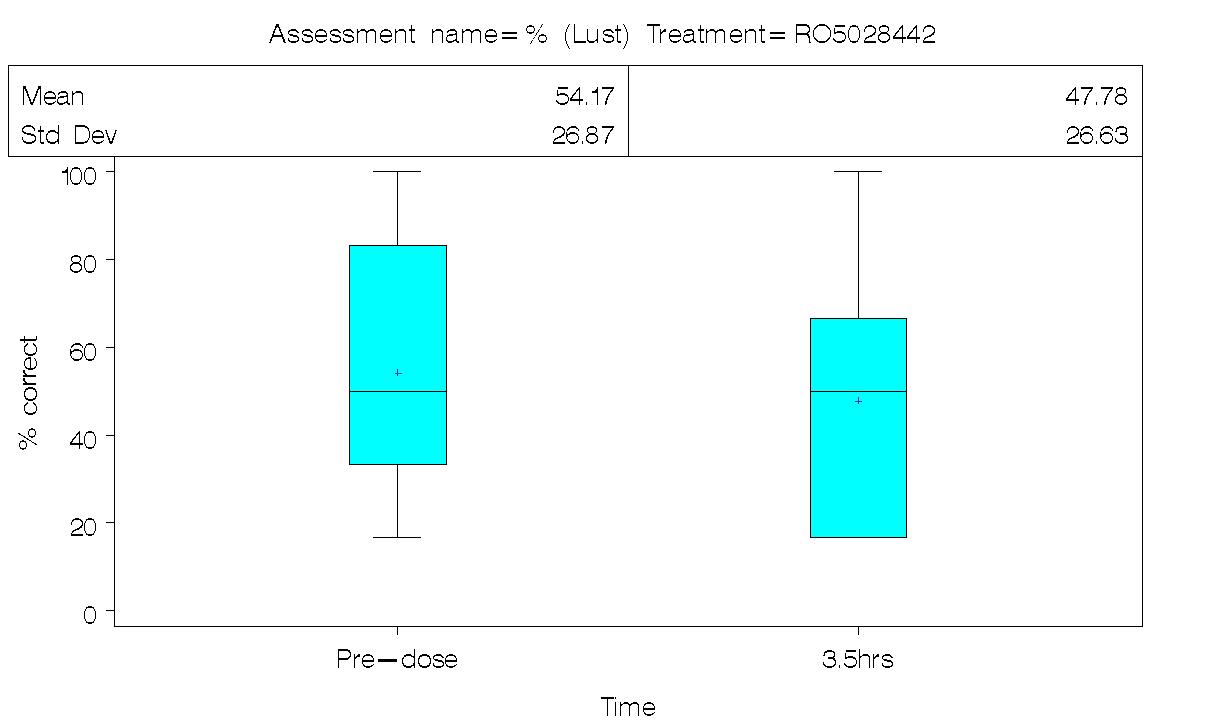 Assessment name=% (Lust) Treatment=RO5028442
Mean 54.17 47.78
Std Dev 26.87 26.63
100
80
60
40
20
0
% correct
Pre-dose 3.5hrs
Time